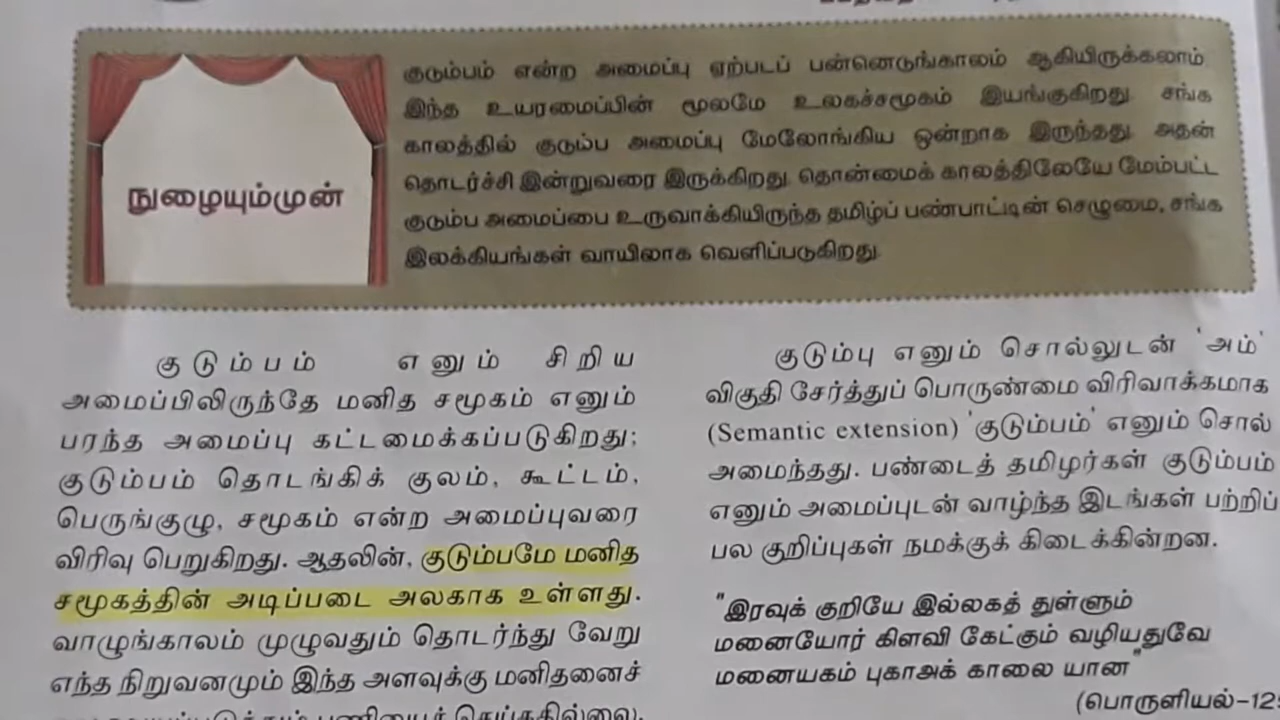 நுழையும்முன்
குடும்பம் என்ற அமைப்பு ஏற்படப் பன்னெடுங்காலம் ஆகியிருக்கலாம்.
இந்த உயரமைப்பின் மூலமே உலகச்சமூகம் இயங்குகிறது. சங்க
காலத்தில் குடும்ப அமைப்பு மேலோங்கிய ஒன்றாக இருந்தது. அதன்
தொடர்ச்சி இன்றுவரை இருக்கிறது. தொன்மைக் காலத்திலேயே மேம்பட்ட
குடும்ப அமைப்பை உருவாக்கியிருந்த தமிழ்ப் பண்பாட்டின் செழுமை, சங்க
இலக்கியங்கள் வாயிலாக வெளிப்படுகிறது.
குடும்பம் எனும் சிறிய
அமைப்பிலிருந்தே மனித சமூகம் எனும்
பரந்த அமைப்பு கட்டமைக்கப்படுகிறது;
குடும்பம் தொடங்கிக் குலம், கூட்டம்,
பெருங்குழு, சமூகம் என்ற அமைப்புவரை
விரிவு பெறுகிறது. ஆதலின், குடும்பமே மனித
சமூகத்தின் அடிப்படை அலகாக உள்ளது.
வாழுங்காலம் முழுவதும் தொடர்ந்து வேறு
எந்த நிறுவனமும் இந்த அளவுக்கு மனிதனைச்
குடும்பு எனும் சொல்லுடன் 'அம்'
விகுதி சேர்த்துப் பொருண்மை விரிவாக்கமாக
(Semantic extension) 'குடும்பம்' எனும் சொல்
அமைந்தது. பண்டைத் தமிழர்கள் குடும்பம்
எனும் அமைப்புடன் வாழ்ந்த இடங்கள் பற்றிப்
பல குறிப்புகள் நமக்குக் கிடைக்கின்றன.
"இரவுக் குறியே இல்லகத் துள்ளும்
மனையோர் கிளவி கேட்கும் வழியதுவே
மனையகம் புகாஅக் காலை யான"
(பொருளியல்-12